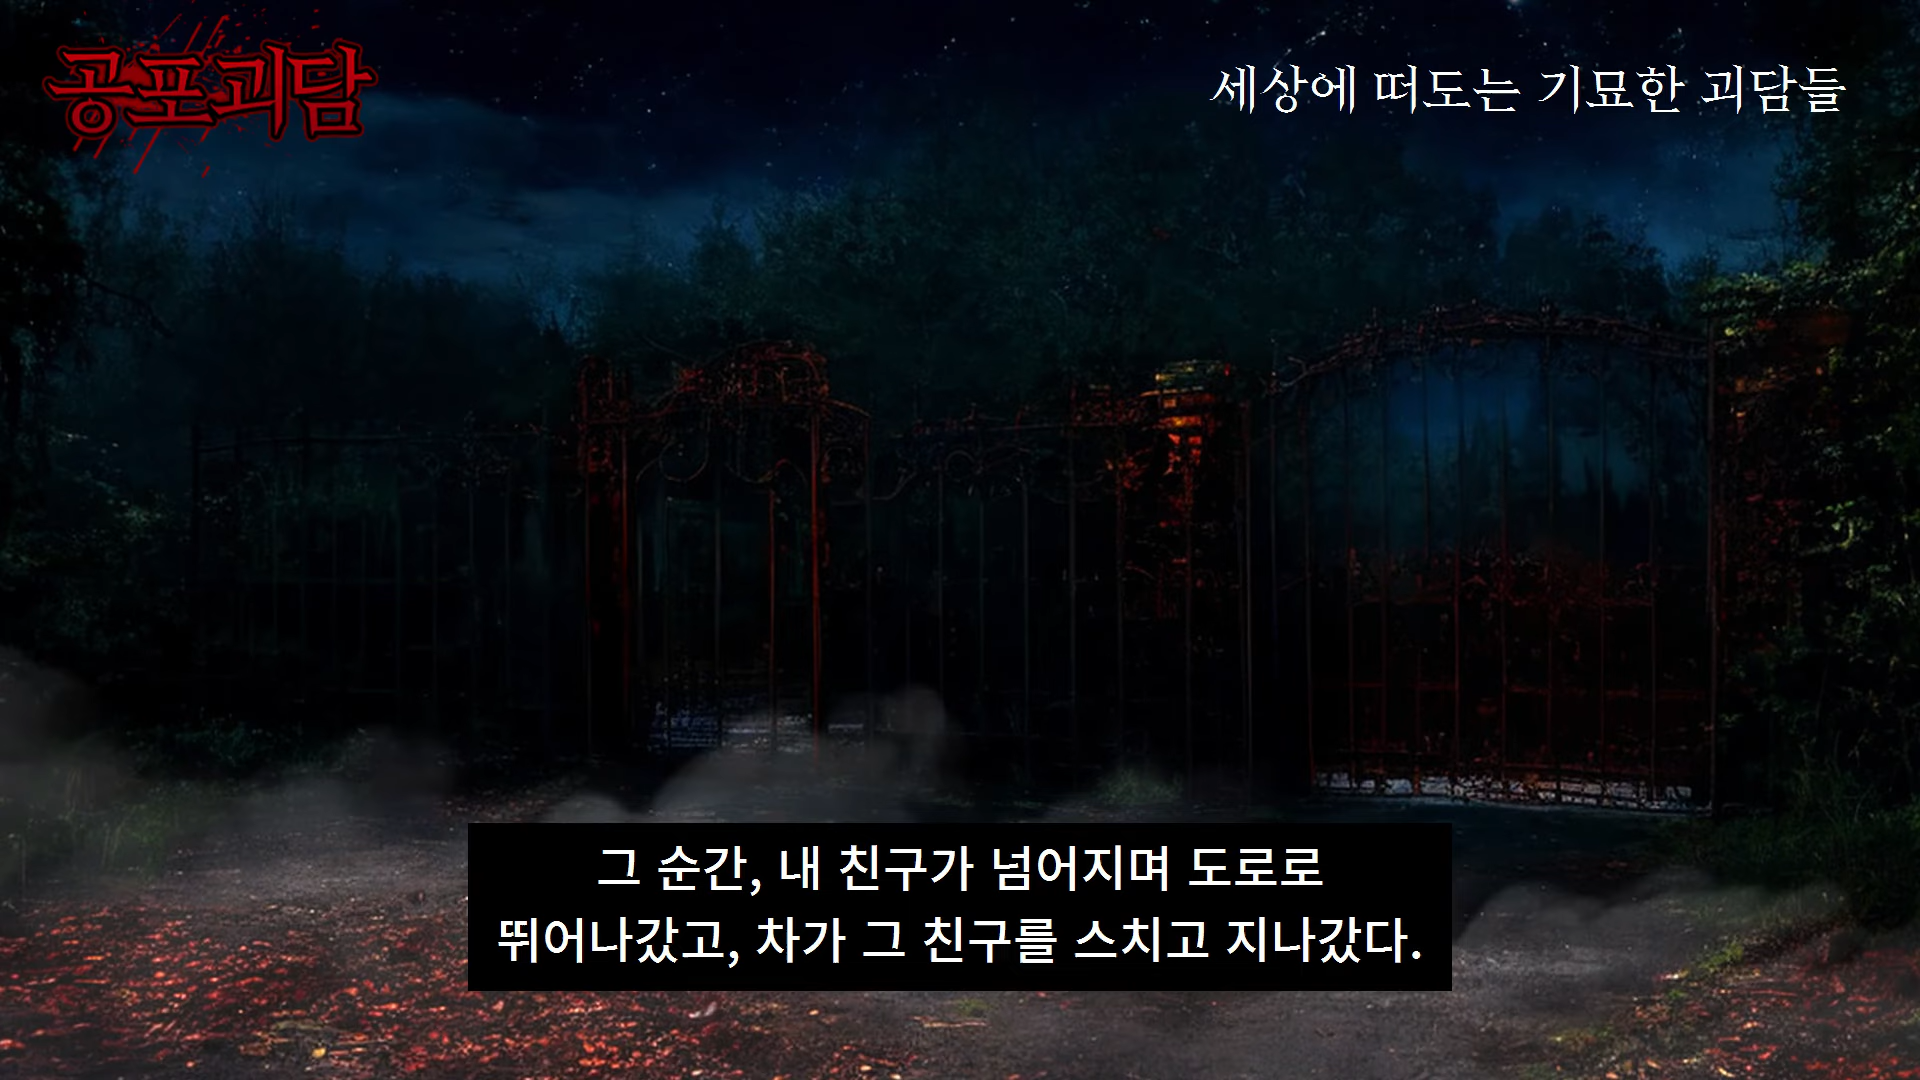 공포괴담
세상에 떠도는 기묘한 괴담들
그 순간, 내 친구가 넘어지며 도로로
뛰어나갔고, 차가 그 친구를 스치고 지나갔다.